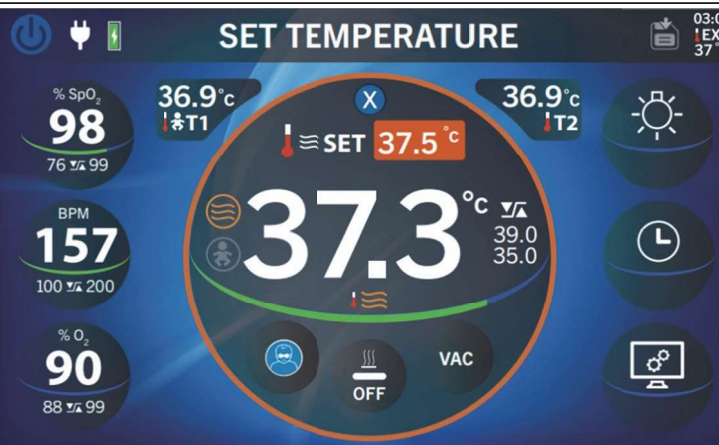 SET TEMPERATURE
03:0
EX
37°
% SpO₂
98
76 99
36.9°c
T1
X
36.9°c
T2
SET 37.5°c
BPM
157
100 200
37.3°c
39.0
35.0
% O₂
90
88 99
OFF
VAC